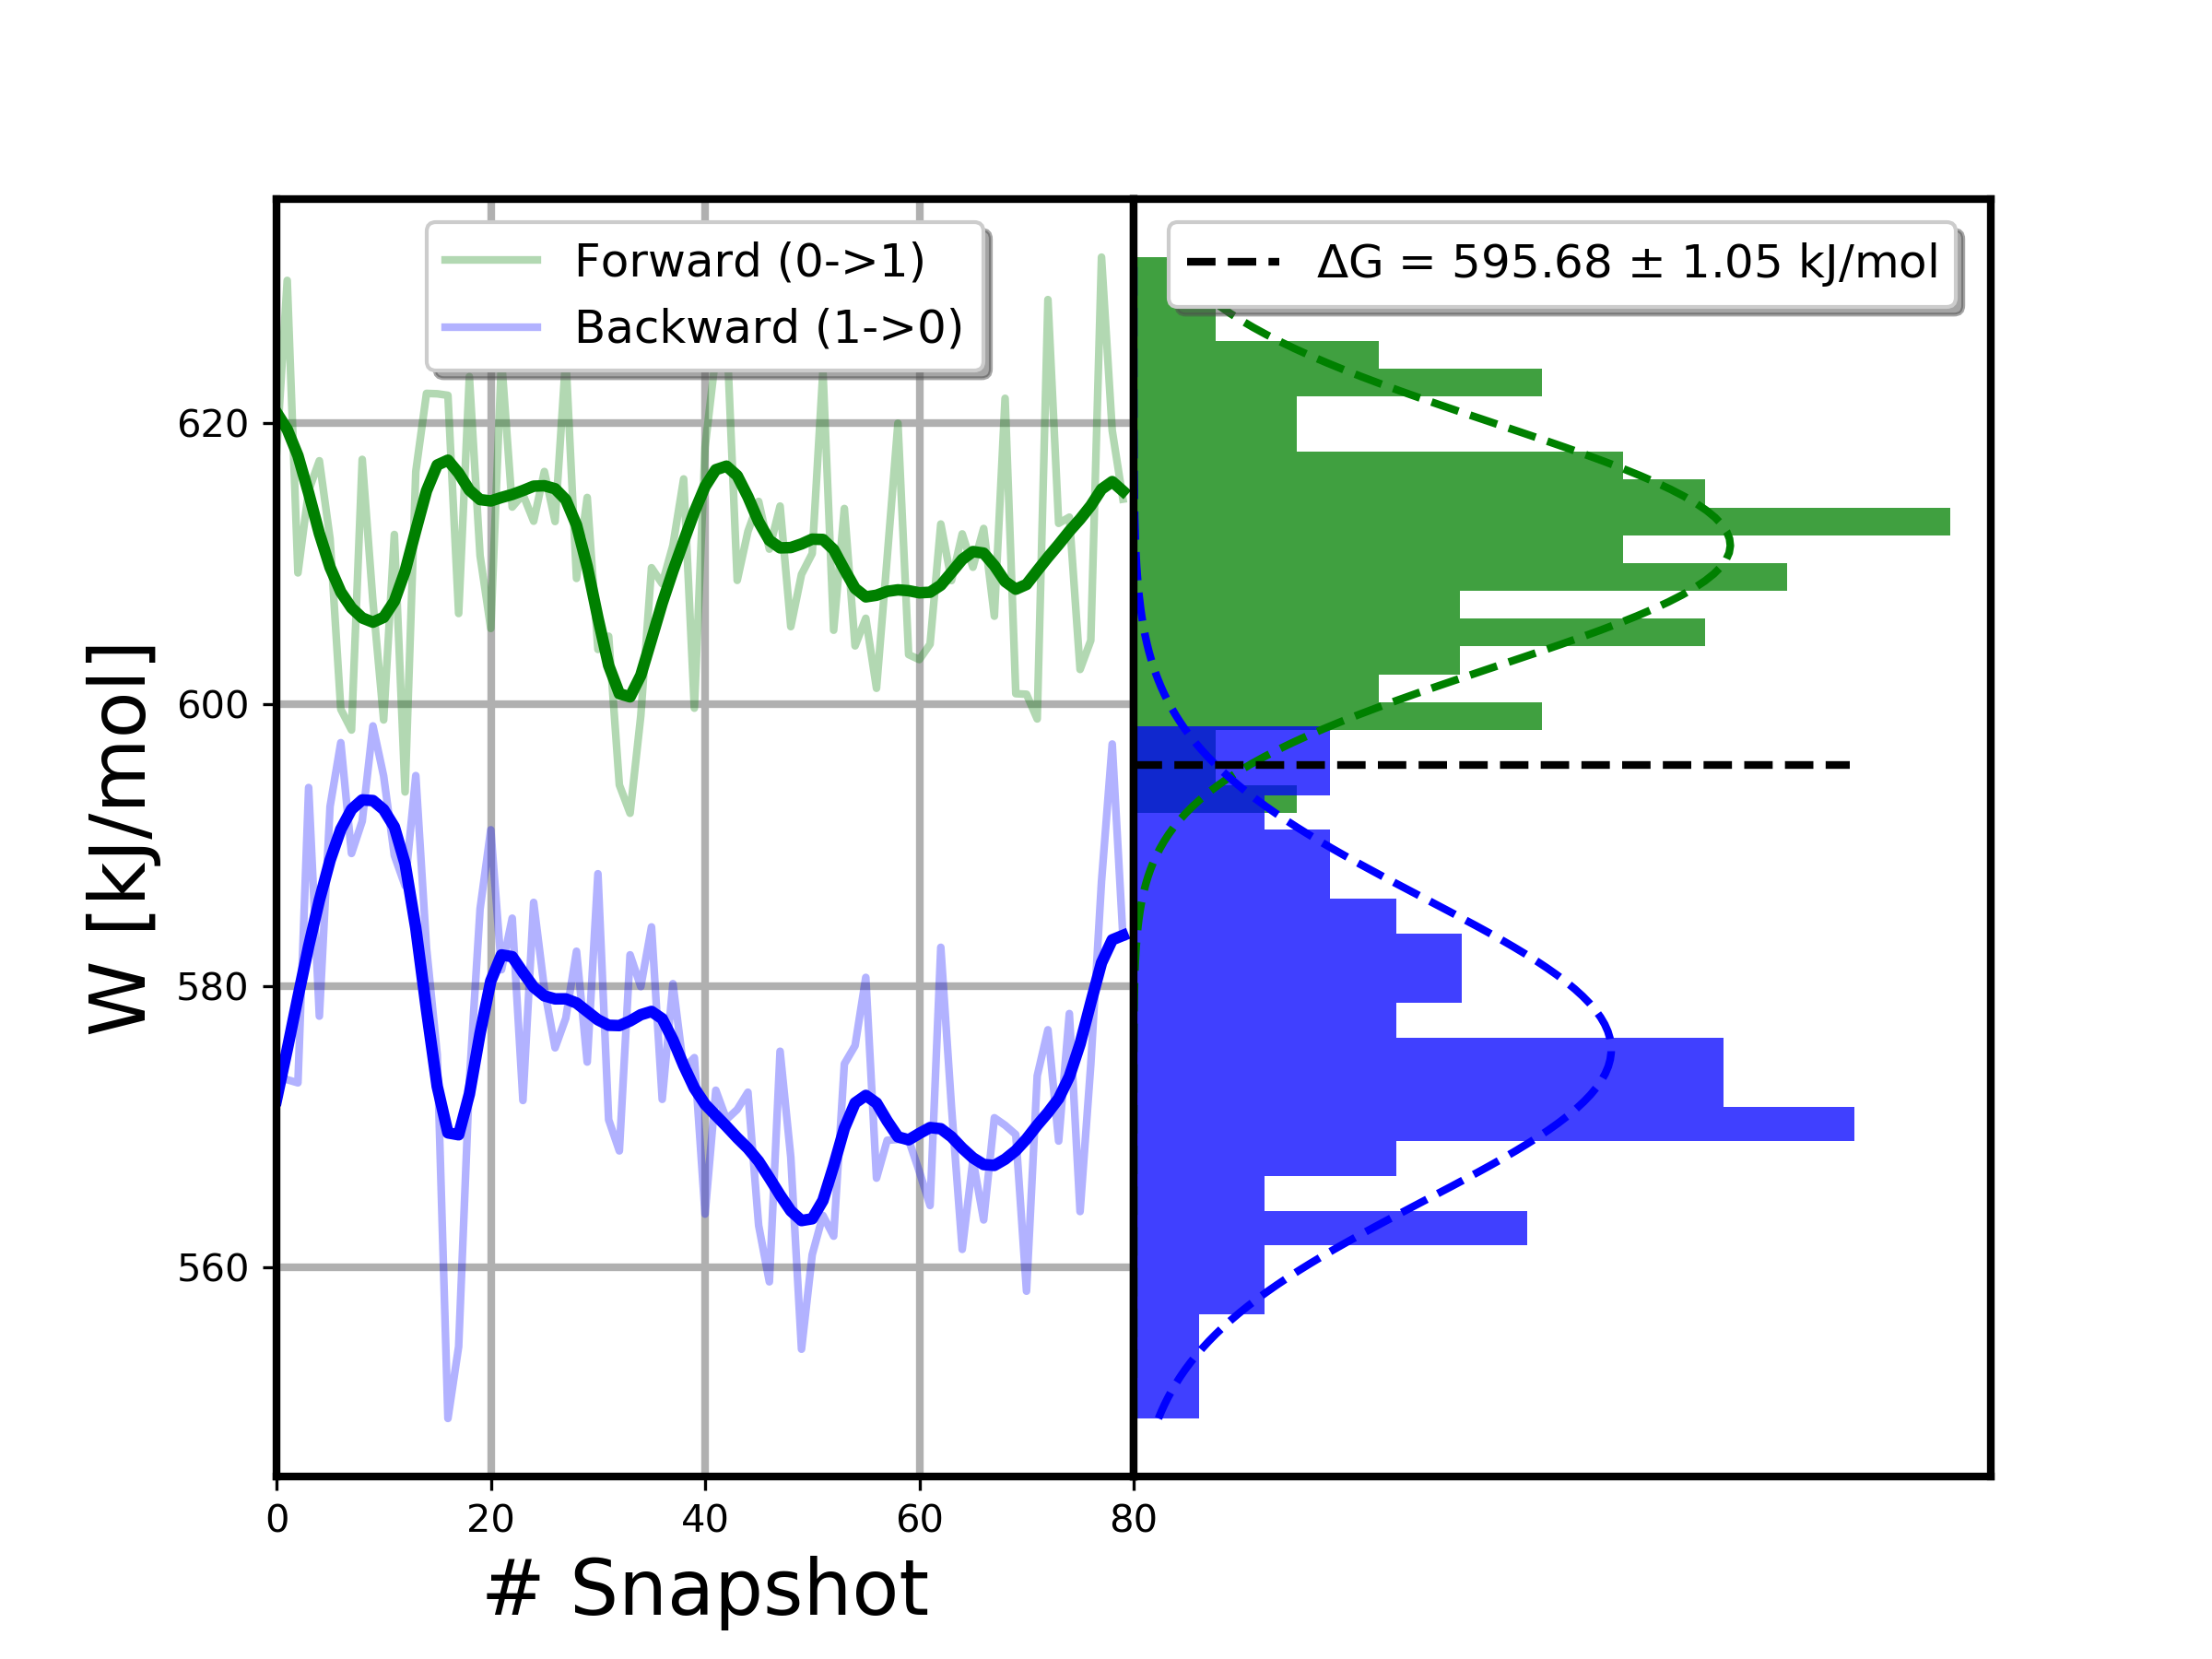 Forward (0->1)
Backward (1->0)
ΔG = 595.68 ± 1.05 kJ/mol
W [kJ/mol]
620
600
580
560
0 20 40 60 80
# Snapshot